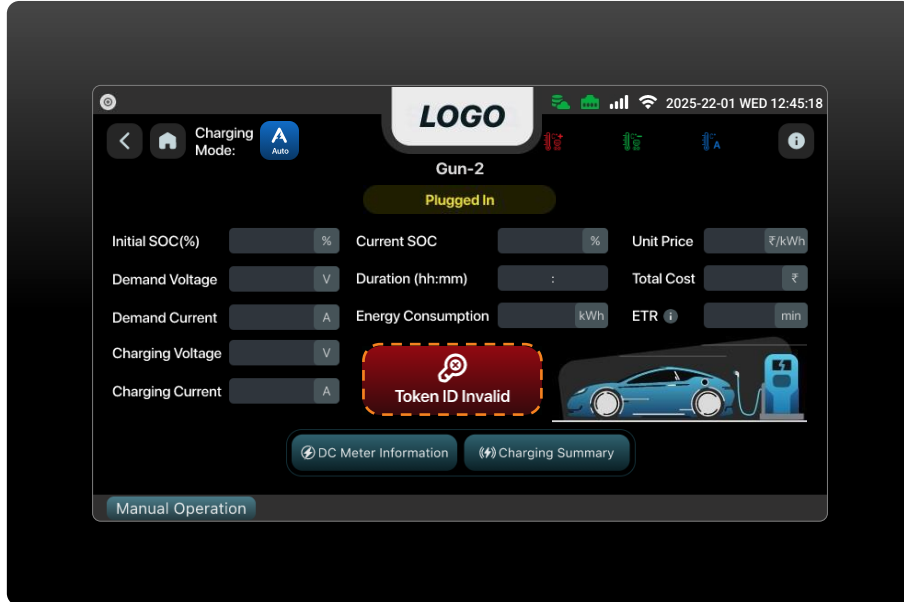 LOGO
2025-22-01 WED 12:45:18
Charging
Mode:
A
Auto
A
Gun-2
Plugged In
Initial SOC(%) %
Current SOC %
Unit Price ₹/kWh
Demand Voltage V
Duration (hh:mm) :
Total Cost ₹
Demand Current A
Energy Consumption kWh
ETR i min
Charging Voltage V
Charging Current A
Token ID Invalid
DC Meter Information
Charging Summary
Manual Operation